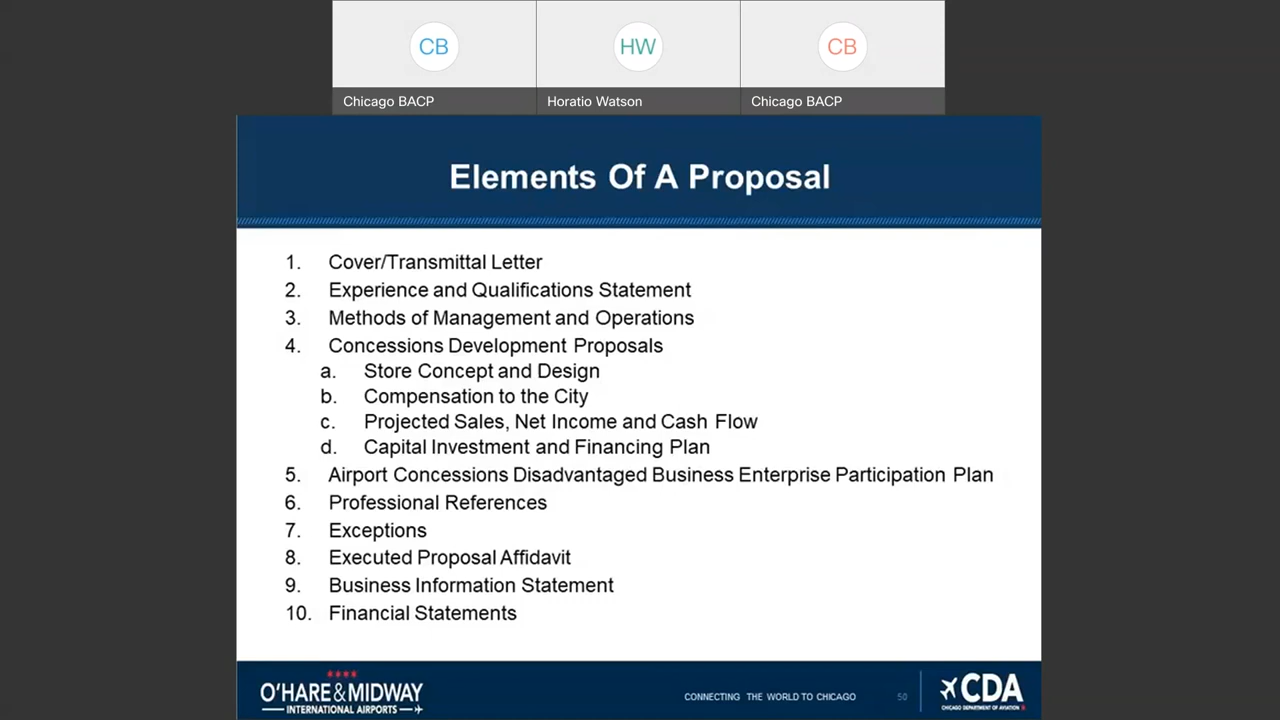 CB
HW
CB
Chicago BACP
Horatio Watson
Chicago BACP
Elements Of A Proposal
1. Cover/Transmittal Letter
2. Experience and Qualifications Statement
3. Methods of Management and Operations
4. Concessions Development Proposals
a. Store Concept and Design
b. Compensation to the City
c. Projected Sales, Net Income and Cash Flow
d. Capital Investment and Financing Plan
5. Airport Concessions Disadvantaged Business Enterprise Participation Plan
6. Professional References
7. Exceptions
8. Executed Proposal Affidavit
9. Business Information Statement
10. Financial Statements
O'HARE & MIDWAY
INTERNATIONAL AIRPORTS
CONNECTING THE WORLD TO CHICAGO
50
CDA
CHICAGO DEPARTMENT OF AVIATION